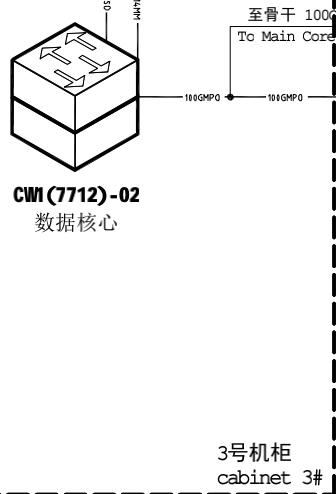 至骨干 100G
To Main Core
100GMPO
100GMPO
CW1(7712)-02
数据核心
3号机柜
cabinet 3#